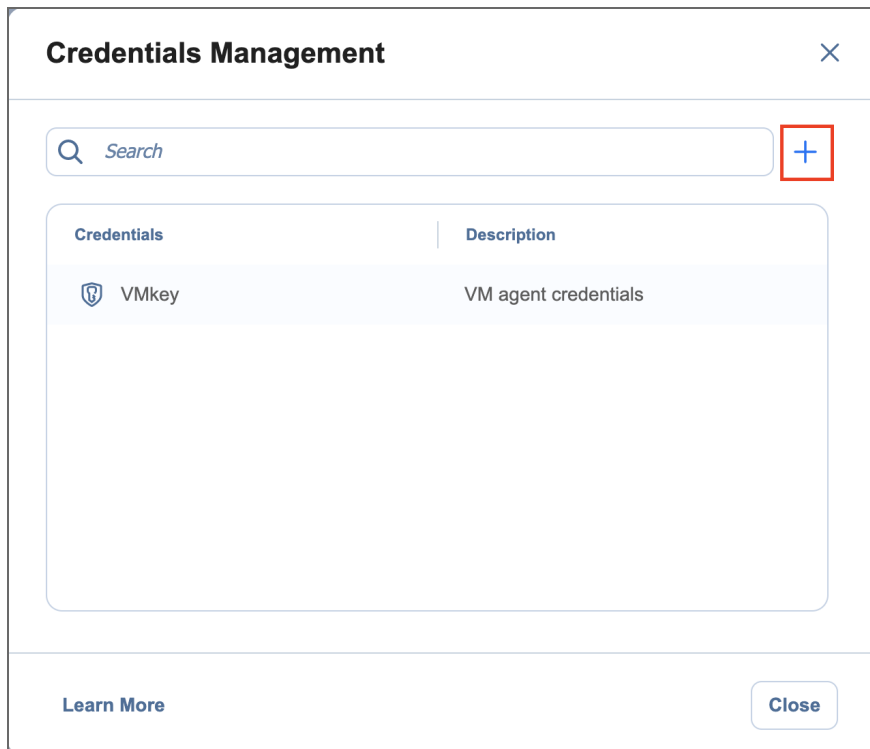 Credentials Management
Search
Credentials Description
VMkey VM agent credentials
Learn More Close